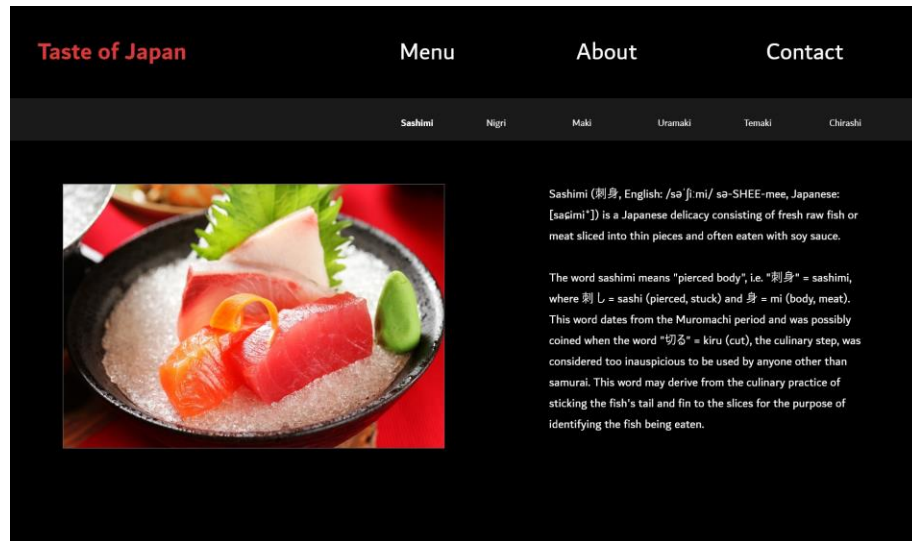 Taste of Japan
Menu
About
Contact
Sashimi
Nigri
Maki
Uramaki
Temaki
Chirashi
Sashimi (刺身, English: /səˈʃiːmi/ sə-SHEE-mee, Japanese:
[saɕimiꜜ]) is a Japanese delicacy consisting of fresh raw fish or
meat sliced into thin pieces and often eaten with soy sauce.
The word sashimi means "pierced body", i.e. "刺身" = sashimi,
where 刺し = sashi (pierced, stuck) and 身 = mi (body, meat).
This word dates from the Muromachi period and was possibly
coined when the word "切る" = kiru (cut), the culinary step, was
considered too inauspicious to be used by anyone other than
samurai. This word may derive from the culinary practice of
sticking the fish's tail and fin to the slices for the purpose of
identifying the fish being eaten.